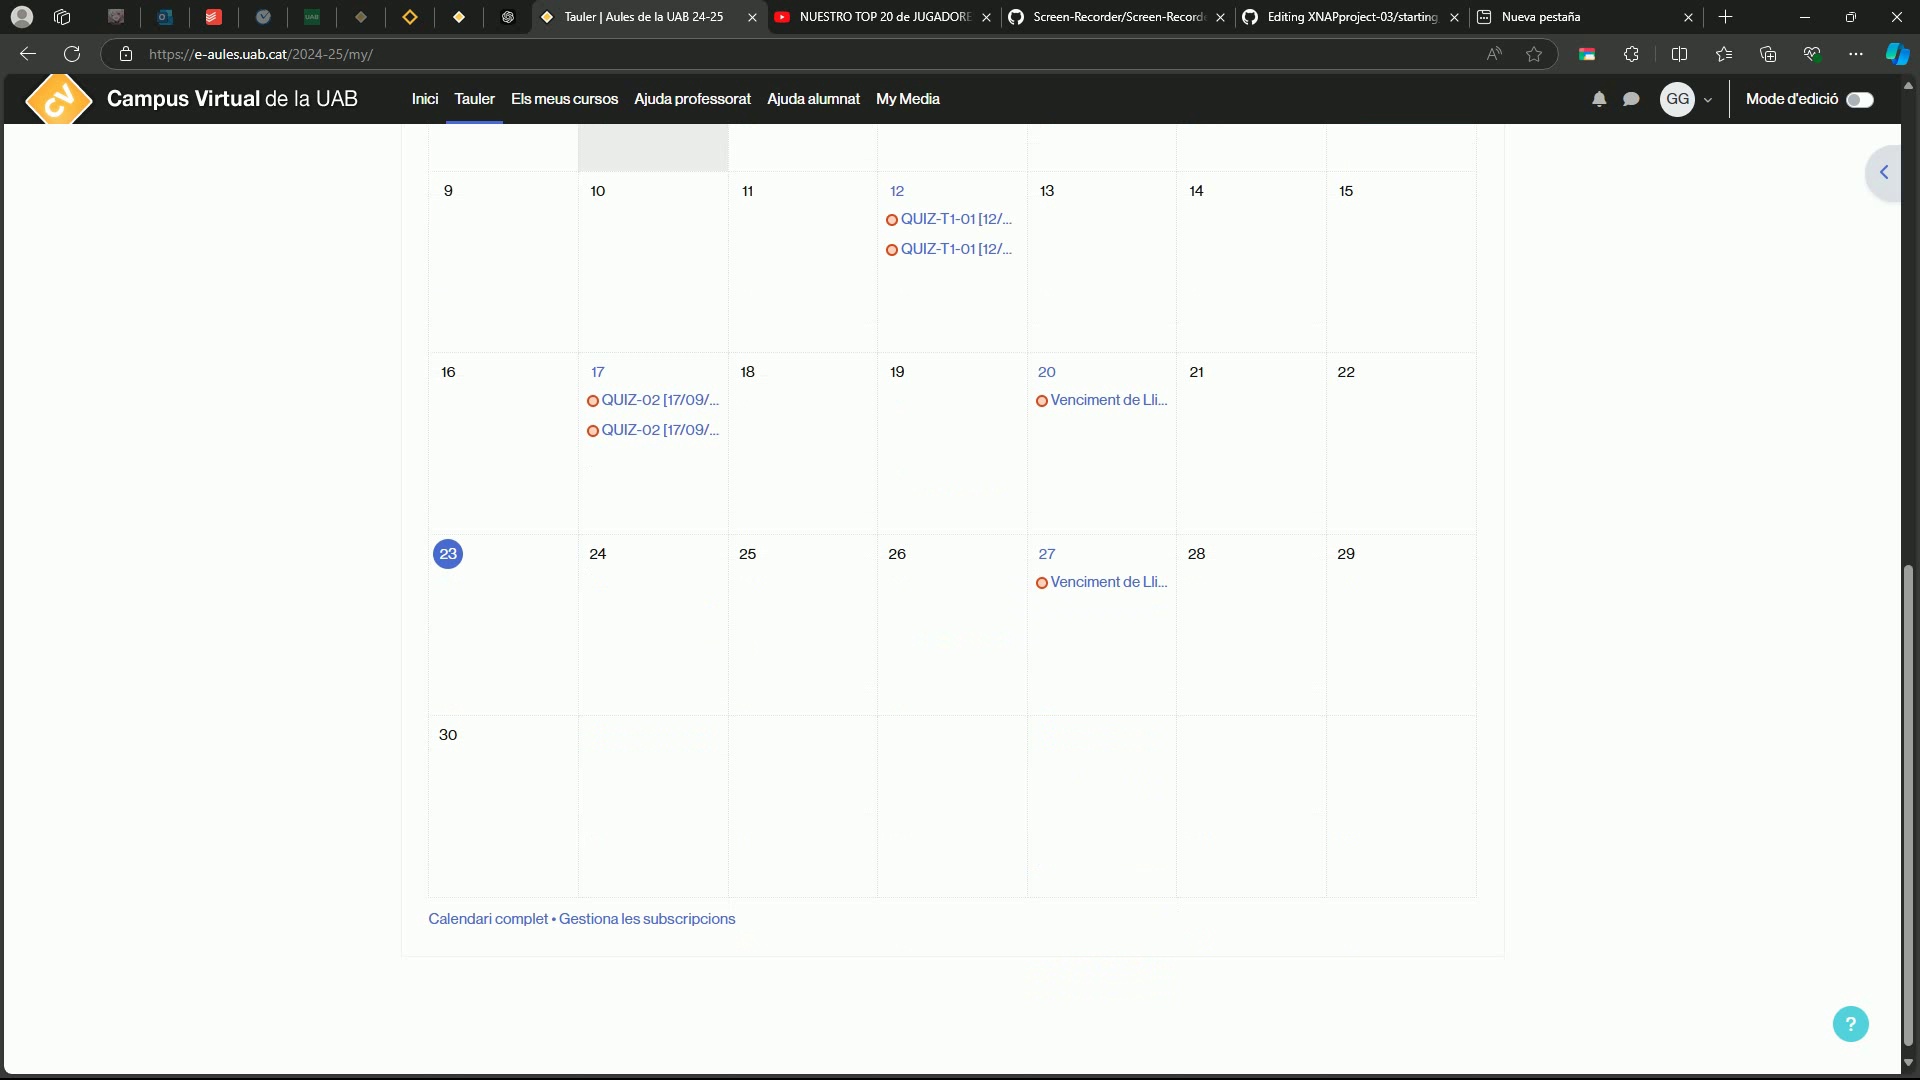 Tauler | Aules de la UAB 24-25
NUESTRO TOP 20 de JUGADORE
Screen-Recorder/Screen-Recorde
Editing XNAPproject-03/starting
Nueva pestaña
https://e-aules.uab.cat/2024-25/my/
CV
Campus Virtual de la UAB
Inici
Tauler
Els meus cursos
Ajuda professorat
Ajuda alumnat
My Media
GG
Mode d'edició
9
10
11
12
13
14
15
QUIZ-T1-01 [12/...
QUIZ-T1-01 [12/...
16
17
18
19
20
21
22
QUIZ-02 [17/09/...
Venciment de Lli...
QUIZ-02 [17/09/...
23
24
25
26
27
28
29
Venciment de Lli...
30
Calendari complet • Gestiona les subscripcions
?